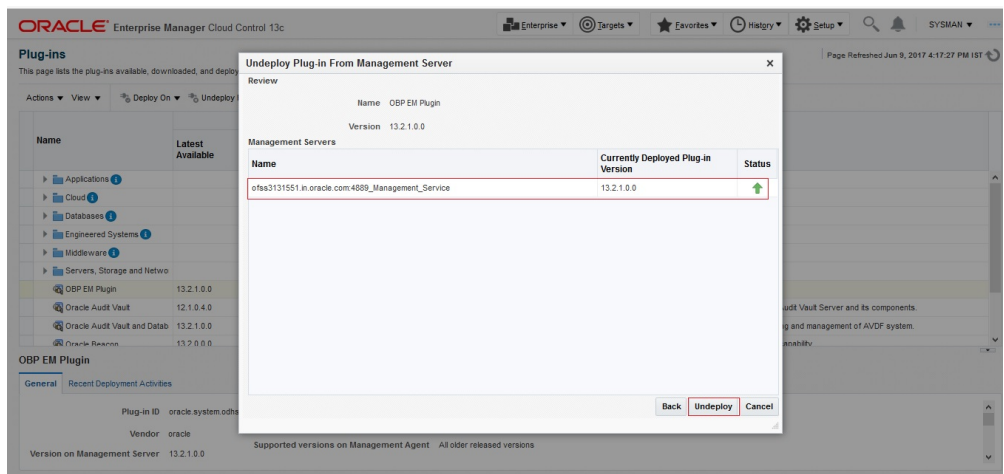 ORACLE Enterprise Manager Cloud Control 13c
Enterprise Targets Favorites History Setup SYSMAN
Plug-ins
Page Refreshed Jun 9, 2017 4:17:27 PM IST
This page lists the plug-ins available, downloaded, and deploy
Actions View Deploy On Undeploy
Name Latest Available
Applications
Cloud
Databases
Engineered Systems
Middleware
Servers, Storage and Netwo
OBP EM Plugin 13.2.1.0.0
Oracle Audit Vault 12.1.0.4.0
udit Vault Server and its components.
Oracle Audit Vault and Datab 13.2.1.0.0
g and management of AVDF system.
Oracle Beacon 13.2.0.0.0
apability.
Undeploy Plug-in From Management Server
Review
Name OBP EM Plugin
Version 13.2.1.0.0
Management Servers
Name Currently Deployed Plug-in Version Status
ofss3131551.in.oracle.com:4889_Management_Service 13.2.1.0.0
Back Undeploy Cancel
OBP EM Plugin
General Recent Deployment Activities
Plug-in ID oracle.system.odhs
Vendor oracle
Version on Management Server 13.2.1.0.0
Supported versions on Management Agent All older released versions